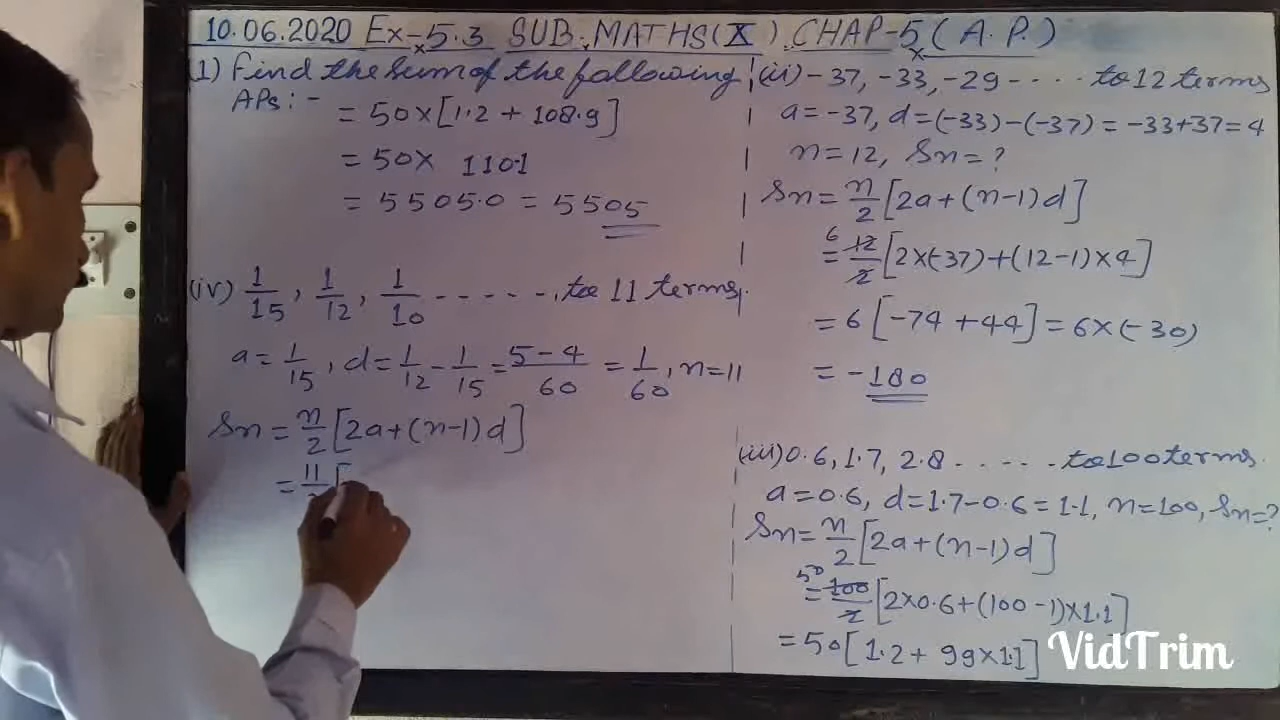 10.06.2020 Ex-5.3 SUB:MATHS(X), CHAP-5(A.P.)
(1) Find the sum of the following APs:-
= 50×[1.2 + 108.9]
= 50× 110.1
= 5505.0 = 5505
(iv) 1/15, 1/12, 1/10 ......, to 11 terms.
a = 1/15, d = 1/12 - 1/15 = 5-4/60 = 1/60, n=11
Sn = n/2 [2a+(n-1)d]
= 11/ [
(ii) -37, -33, -29 .... to 12 terms
a = -37, d = (-33)-(-37) = -33+37 = 4
n = 12, Sn = ?
Sn = n/2 [2a+(n-1)d]
= 6 12/2 [2×(-37)+(12-1)×4]
= 6 [-74 + 44] = 6×(-30)
= -180
(iii) 0.6, 1.7, 2.8 ..... to 100 terms.
a = 0.6, d = 1.7-0.6 = 1.1, n=100, Sn=?
Sn = n/2 [2a+(n-1)d]
= 50 100/2 [2×0.6+(100-1)×1.1]
= 50[1.2 + 99×1.1]
VidTrim